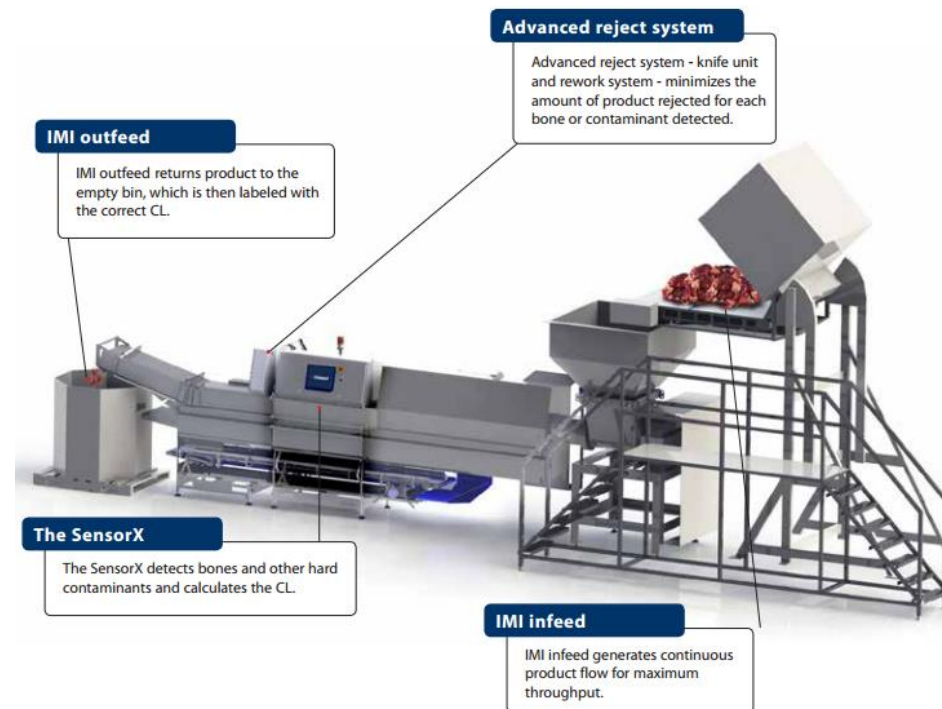 Advanced reject system
Advanced reject system - knife unit
and rework system - minimizes the
amount of product rejected for each
bone or contaminant detected.
IMI outfeed
IMI outfeed returns product to the
empty bin, which is then labeled with
the correct CL.
The SensorX
The SensorX detects bones and other hard
contaminants and calculates the CL.
IMI infeed
IMI infeed generates continuous
product flow for maximum
throughput.